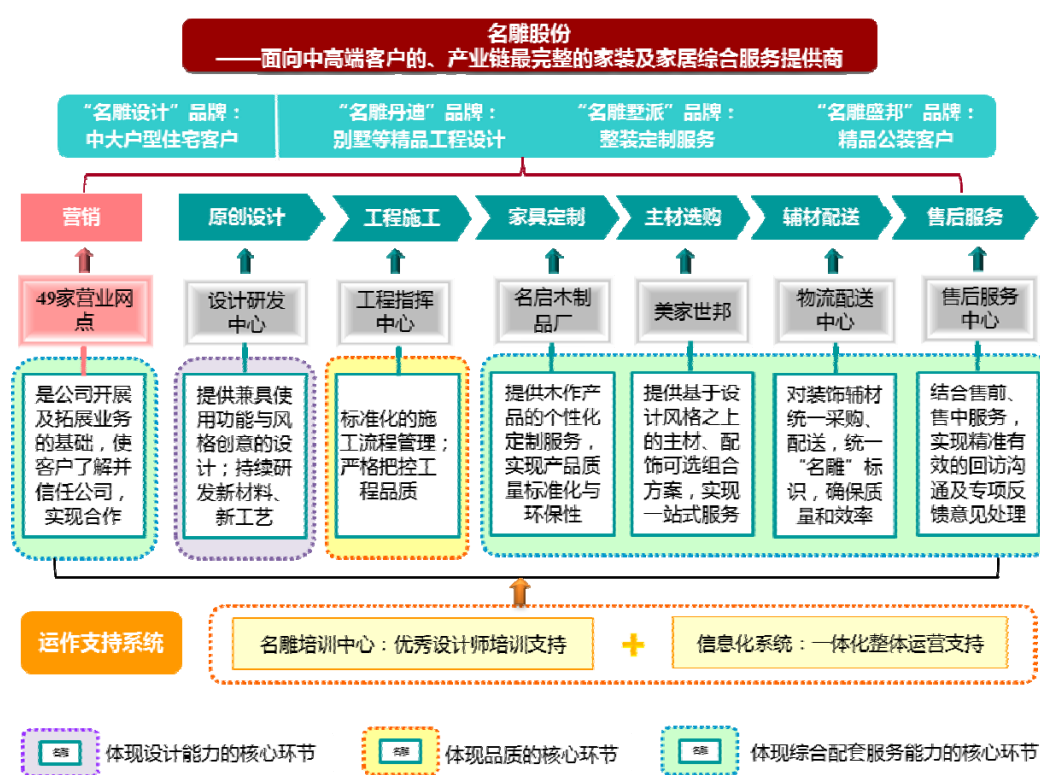 名雕股份
——面向中高端客户的、产业链最完整的家装及家居综合服务提供商
“名雕设计”品牌：
中大户型住宅客户
“名雕丹迪”品牌：
别墅等精品工程设计
“名雕墅派”品牌：
整装定制服务
“名雕盛邦”品牌：
精品公装客户
营销
原创设计
工程施工
家具定制
主材选购
辅材配送
售后服务
49家营业网
点
设计研发
中心
工程指挥
中心
名启木制
品厂
美家世邦
物流配送
中心
售后服务
中心
是公司开展
及拓展业务
的基础，使
客户了解并
信任公司，
实现合作
提供兼具使
用功能与风
格创意的设
计；持续研
发新材料、
新工艺
标准化的施
工流程管理；
严格把控工
程品质
提供木作产
品的个性化
定制服务，
实现产品质
量标准化与
环保性
提供基于设
计风格之上
的主材、配
饰可选组合
方案，实现
一站式服务
对装饰辅材
统一采购、
配送，统一
“名雕”标
识，确保质
量和效率
结合售前、
售中服务，
实现精准有
效的回访沟
通及专项反
馈意见处理
运作支持系统
名雕培训中心：优秀设计师培训支持
+
信息化系统：一体化整体运营支持
名雕
体现设计能力的核心环节
名雕
体现品质的核心环节
名雕
体现综合配套服务能力的核心环节